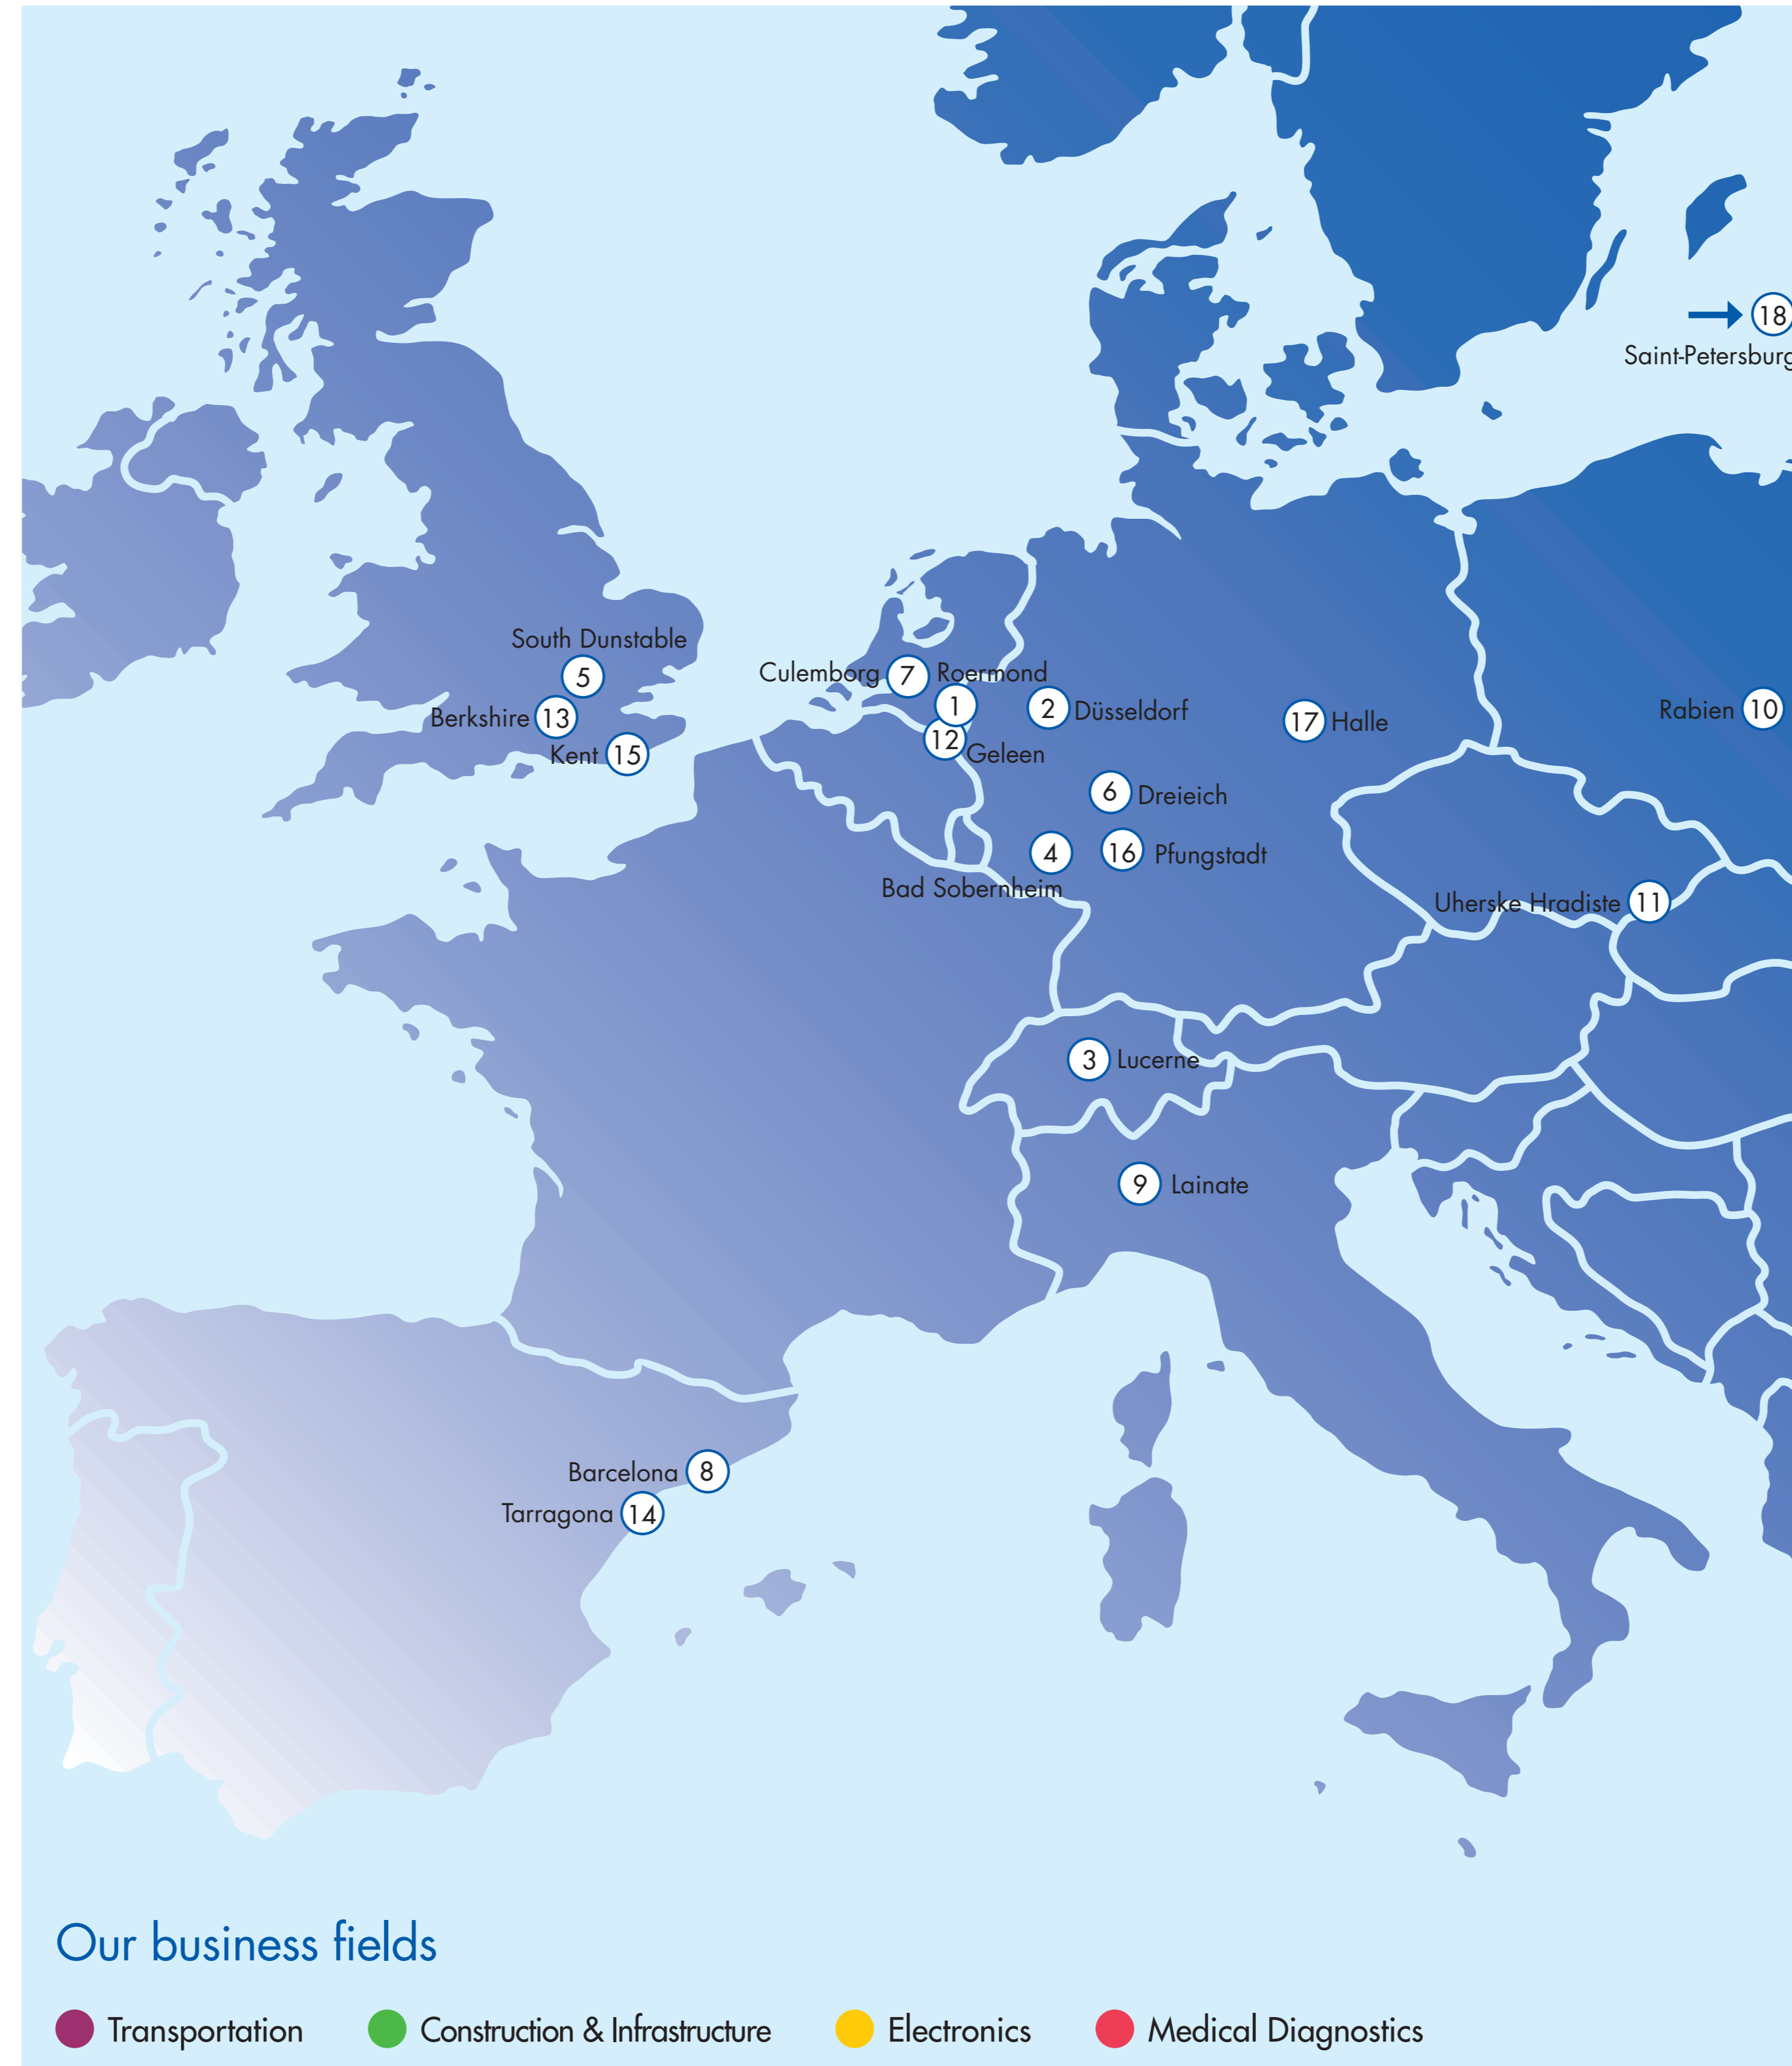 18
Saint-Petersburg
South Dunstable
5
Culemborg 7 Roermond
1
2 Düsseldorf
Berkshire 13
17 Halle
Rabien 10
12
Geleen
Kent 15
6 Dreieich
4
16 Pfungstadt
Bad Sobernheim
Uherske Hradiste 11
3 Lucerne
9 Lainate
Barcelona 8
Tarragona 14
Our business fields
Transportation
Construction & Infrastructure
Electronics
Medical Diagnostics